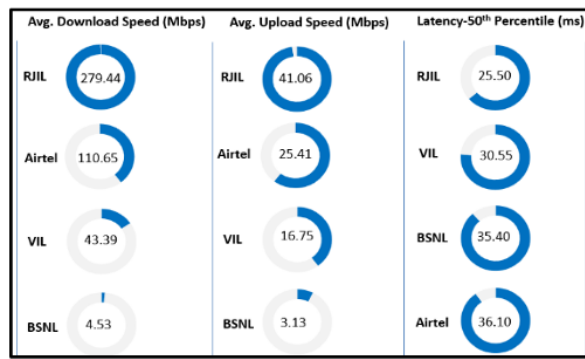 Avg. Download Speed (Mbps)
RJIL
279.44
Airtel
110.65
VIL
43.39
BSNL
4.53
Avg. Upload Speed (Mbps)
RJIL
41.06
Airtel
25.41
VIL
16.75
BSNL
3.13
Latency-50th Percentile (ms)
RJIL
25.50
VIL
30.55
BSNL
35.40
Airtel
36.10